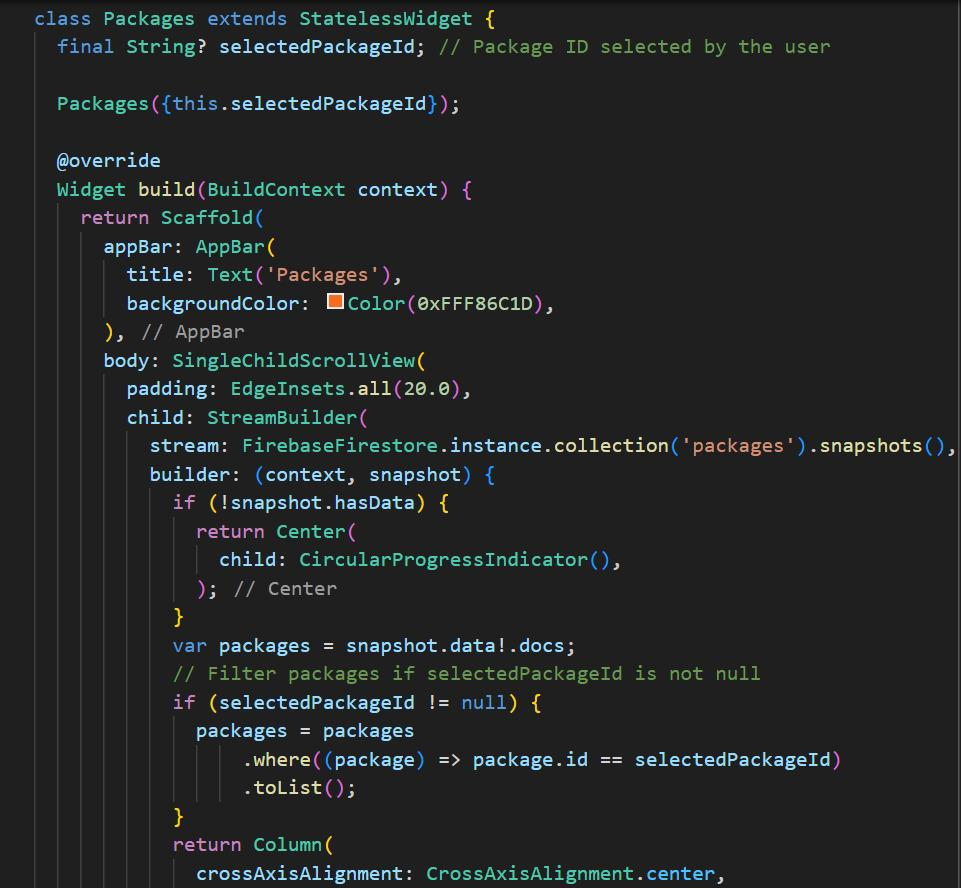 class Packages extends StatelessWidget {
final String? selectedPackageId; // Package ID selected by the user
Packages({this.selectedPackageId});
@override
Widget build(BuildContext context) {
return Scaffold(
appBar: AppBar(
title: Text('Packages'),
backgroundColor: Color(0xFFF86C1D),
), // AppBar
body: SingleChildScrollView(
padding: EdgeInsets.all(20.0),
child: StreamBuilder(
stream: FirebaseFirestore.instance.collection('packages').snapshots(),
builder: (context, snapshot) {
if (!snapshot.hasData) {
return Center(
child: CircularProgressIndicator(),
); // Center
}
var packages = snapshot.data!.docs;
// Filter packages if selectedPackageId is not null
if (selectedPackageId != null) {
packages = packages
.where((package) => package.id == selectedPackageId)
.toList();
}
return Column(
crossAxisAlignment: CrossAxisAlignment.center,